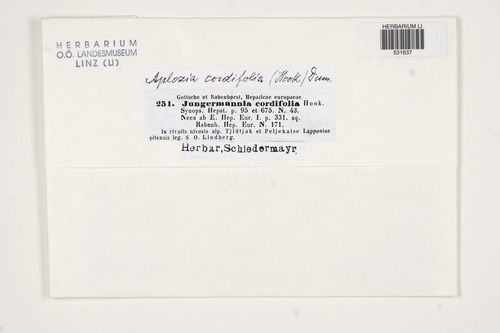 HERBARIUM
O.Ö. LANDESMUSEUM
LINZ (LI)
HERBARIUM LI
531637
Aplozia cordifolia (Hook.) Dum.
Gottsche et Rabenhorst, Hepaticae europaeae.
251. Jungermannia cordifolia Hook.
Synops. Hepat. p. 95 et 675. N. 43.
Nees ab E. Hep. Eur. I. p. 331. sq.
Rabenh. Hep. Eur. N. 171.
In rivulis nivosis alp. Tjidtjak et Peljekaise Lapponiae
pitensis leg. S. O. Lindberg.
Herbar. Schiedermayr.